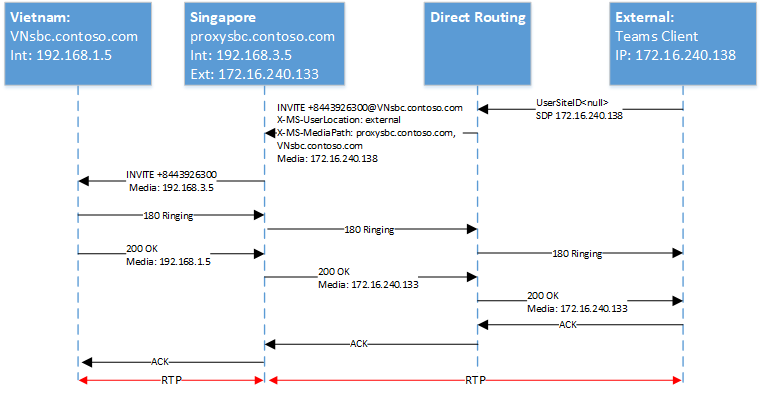 Vietnam:
VNsbc.contoso.com
Int: 192.168.1.5
Singapore
proxysbc.contoso.com
Int: 192.168.3.5
Ext: 172.16.240.133
Direct Routing
External:
Teams Client
IP: 172.16.240.138
UserSiteID<null>
SDP 172.16.240.138
INVITE +8443926300@VNsbc.contoso.com
X-MS-UserLocation: external
X-MS-MediaPath: proxysbc.contoso.com,
VNsbc.contoso.com
Media: 172.16.240.138
INVITE +8443926300
Media: 192.168.3.5
180 Ringing
180 Ringing
180 Ringing
200 OK
Media: 192.168.1.5
200 OK
Media: 172.16.240.133
200 OK
Media: 172.16.240.133
ACK
ACK
ACK
RTP
RTP